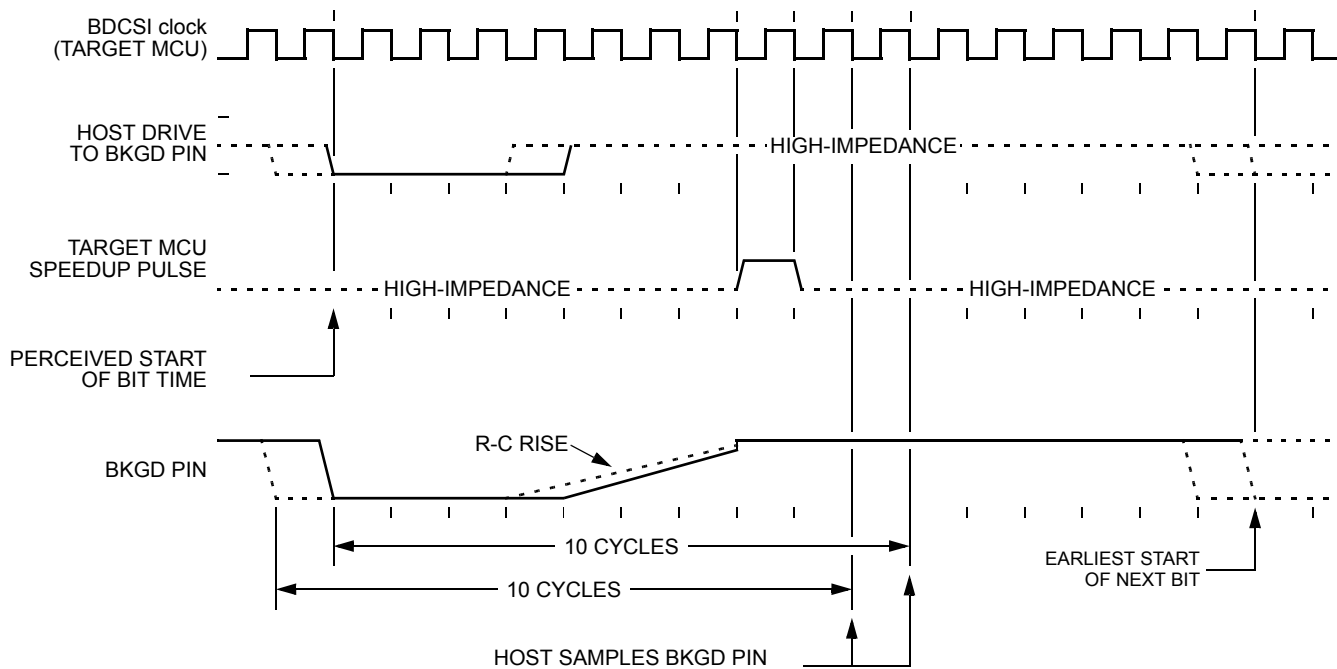 BDCSI clock
(TARGET MCU)
HOST DRIVE
TO BKGD PIN
HIGH-IMPEDANCE
TARGET MCU
SPEEDUP PULSE
HIGH-IMPEDANCE
HIGH-IMPEDANCE
PERCEIVED START
OF BIT TIME
R-C RISE
BKGD PIN
10 CYCLES
10 CYCLES
EARLIEST START
OF NEXT BIT
HOST SAMPLES BKGD PIN